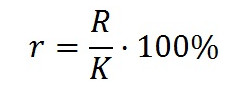 r = R/K · 100%